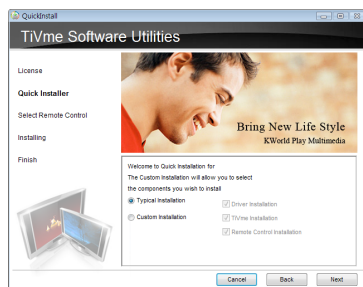 QuickInstall
TiVme Software Utilities
License
Quick Installer
Select Remote Control
Installing
Finish
Bring New Life Style
KWorld Play Multimedia
Welcome to Quick Installation for
The Custom Installation will allow you to select
the components you wish to install
Typical Installation
Custom Installation
Driver Installation
TiVme Installation
Remote Control Installation
Cancel
Back
Next